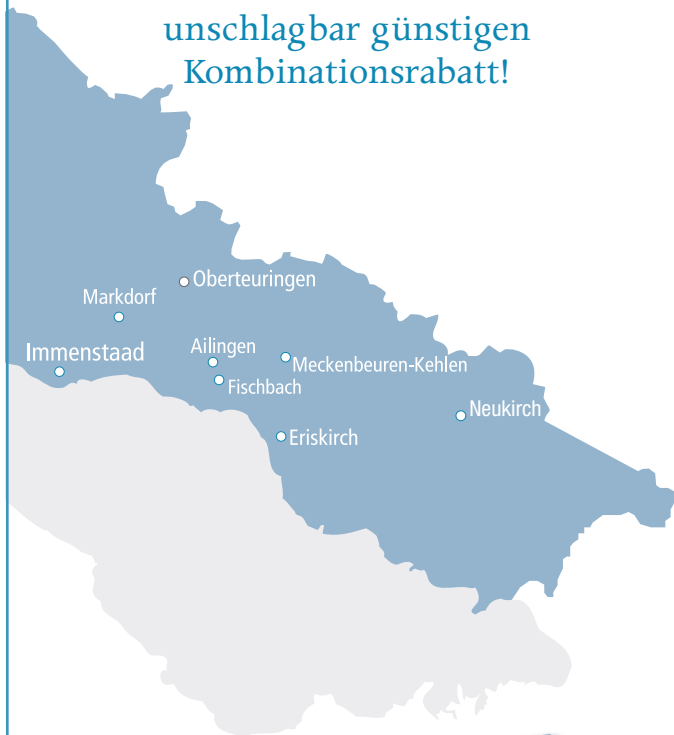 unschlagbar günstigen
Kombinationsrabatt!
Oberteuringen
Markdorf
Immenstaad
Ailingen
Meckenbeuren-Kehlen
Fischbach
Neukirch
Eriskirch